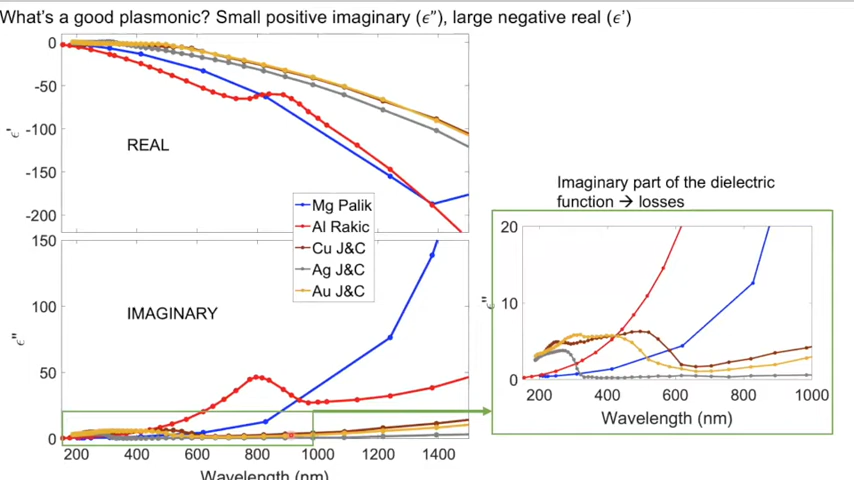 What's a good plasmonic? Small positive imaginary (ϵ″), large negative real (ϵ')
0
-50
-100
-150
-200
ϵ'
REAL
Mg Palik
Al Rakic
Cu J&C
Ag J&C
Au J&C
150
100
50
0
ϵ"
IMAGINARY
200 400 600 800 1000 1200 1400
Wavelength (nm)
Imaginary part of the dielectric
function → losses
20
10
0
ϵ"
200 400 600 800 1000
Wavelength (nm)